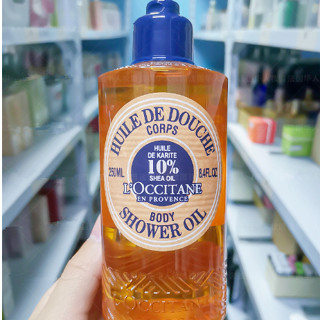 HUILE DE DOUCHE
CORPS
HUILE
DE KARITE
10%
SHEA OIL
250ML
8.4FL.OZ
L'OCCITANE
EN PROVENCE
BODY
SHOWER OIL
L'OCCITANE